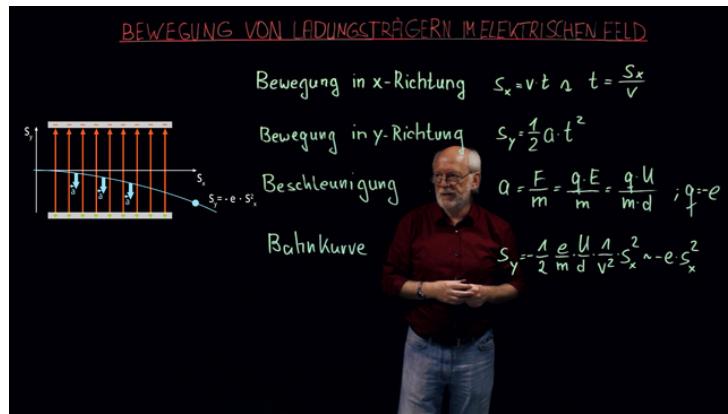 BEWEGUNG VON LADUNGSTRÄGERN IM ELEKTRISCHEN FELD
Bewegung in x-Richtung s_x = v·t ↷ t = s_x/v
Bewegung in y-Richtung s_y = 1/2 a·t²
Beschleunigung a = F/m = q·E/m = q·U/(m·d) ; q=-e
Bahnkurve s_y = -1/2 · e/m · U/d · 1/v² · s_x² ~ -e·s_x²
S_y
S_x
a a a
S_y = - e · S²_x